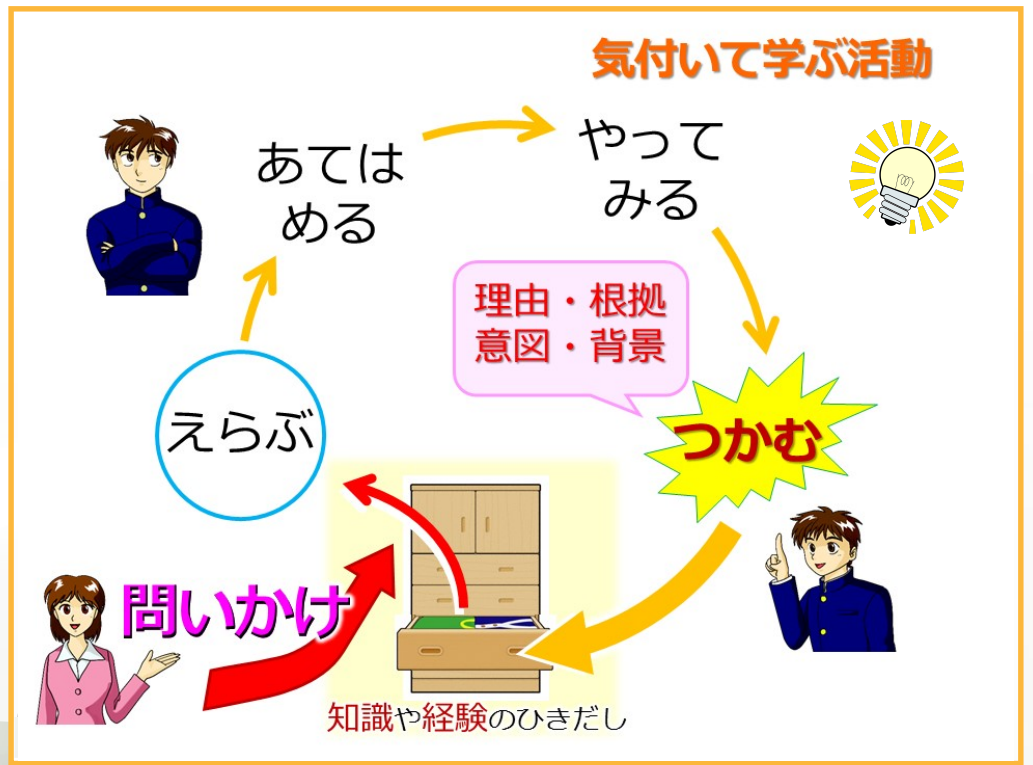 気付いて学ぶ活動
あては
める
やって
みる
理由・根拠
意図・背景
えらぶ
つかむ
問いかけ
知識や経験のひきだし